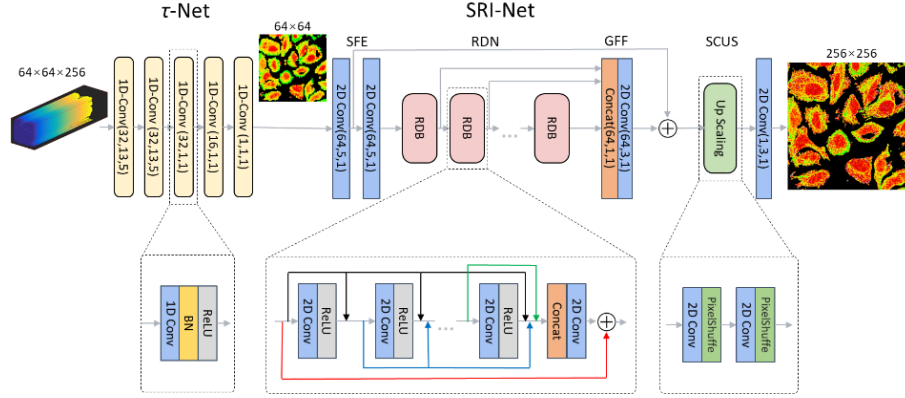 τ-Net
SRI-Net
64×64×256
1D-Conv(32,13,5)
1D-Conv (32,13,5)
1D-Conv (32,1,1)
1D-Conv (16,1,1)
1D-Conv (1,1,1)
64×64
SFE
2D Conv(64,5,1)
2D Conv(64,5,1)
RDN
RDB
RDB
...
RDB
GFF
Concat(64,1,1)
2D Conv(64,3,1)
SCUS
Up Scaling
2D Conv(1,3,1)
256×256
1D Conv
BN
ReLU
2D Conv
ReLU
2D Conv
ReLU
...
2D Conv
ReLU
Concat
2D Conv
2D Conv
PixelShuffe
2D Conv
PixelShuffe